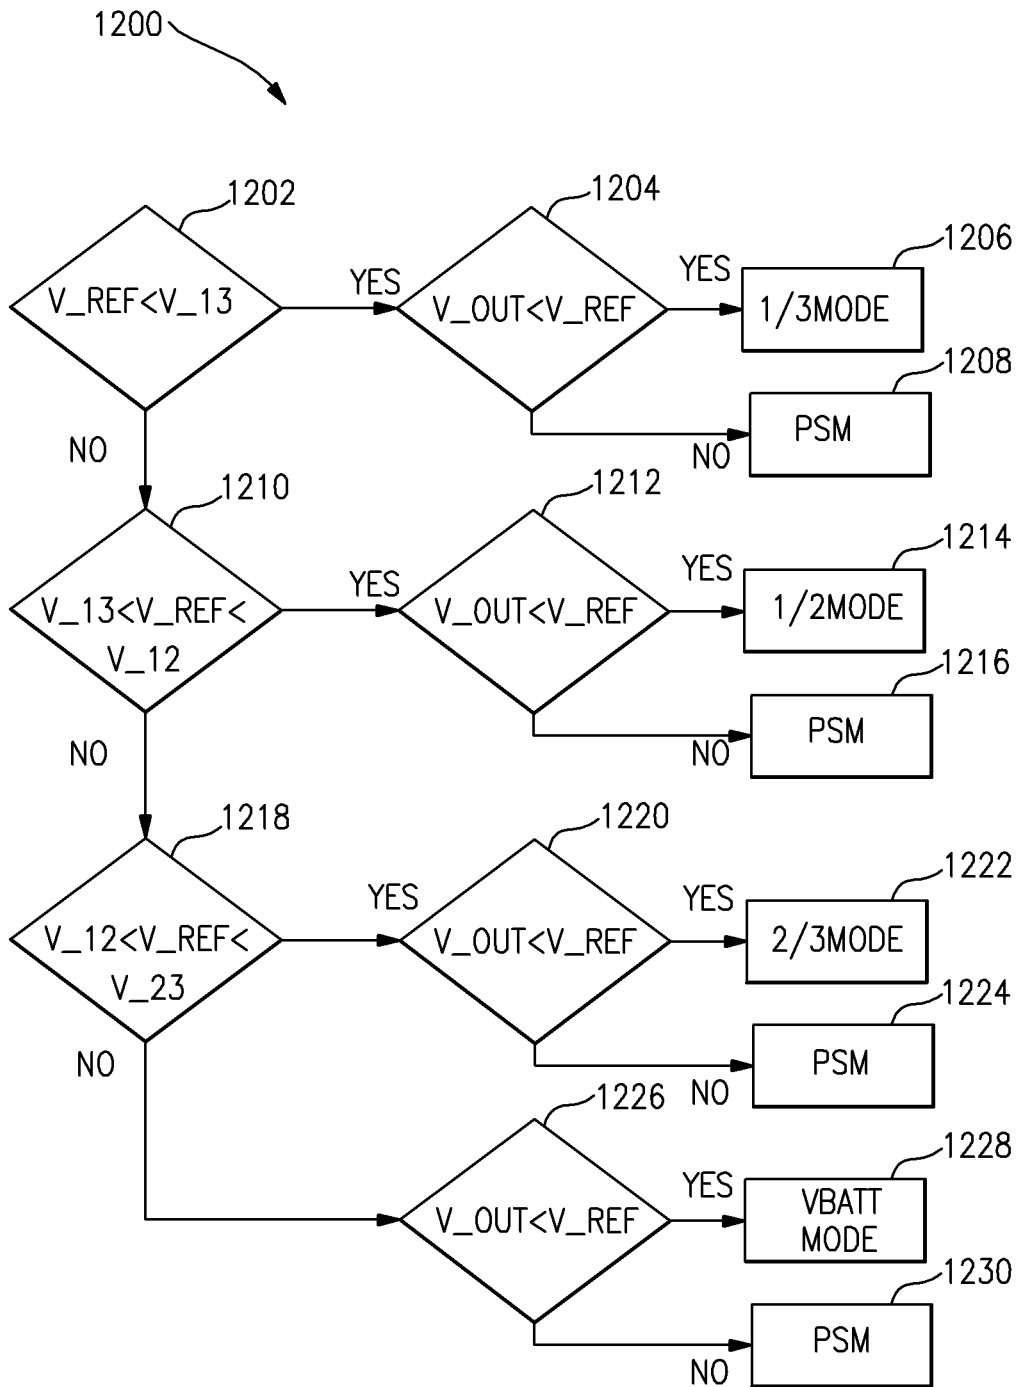 1200
1202
1204
1206
V_REF<V_13
YES
V_OUT<V_REF
YES
1/3MODE
1208
NO
NO
PSM
1210
1212
1214
V_13<V_REF<
V_12
YES
V_OUT<V_REF
YES
1/2MODE
1216
NO
NO
PSM
1218
1220
1222
V_12<V_REF<
V_23
YES
V_OUT<V_REF
YES
2/3MODE
1224
NO
NO
PSM
1226
1228
V_OUT<V_REF
YES
VBATT
MODE
1230
NO
PSM